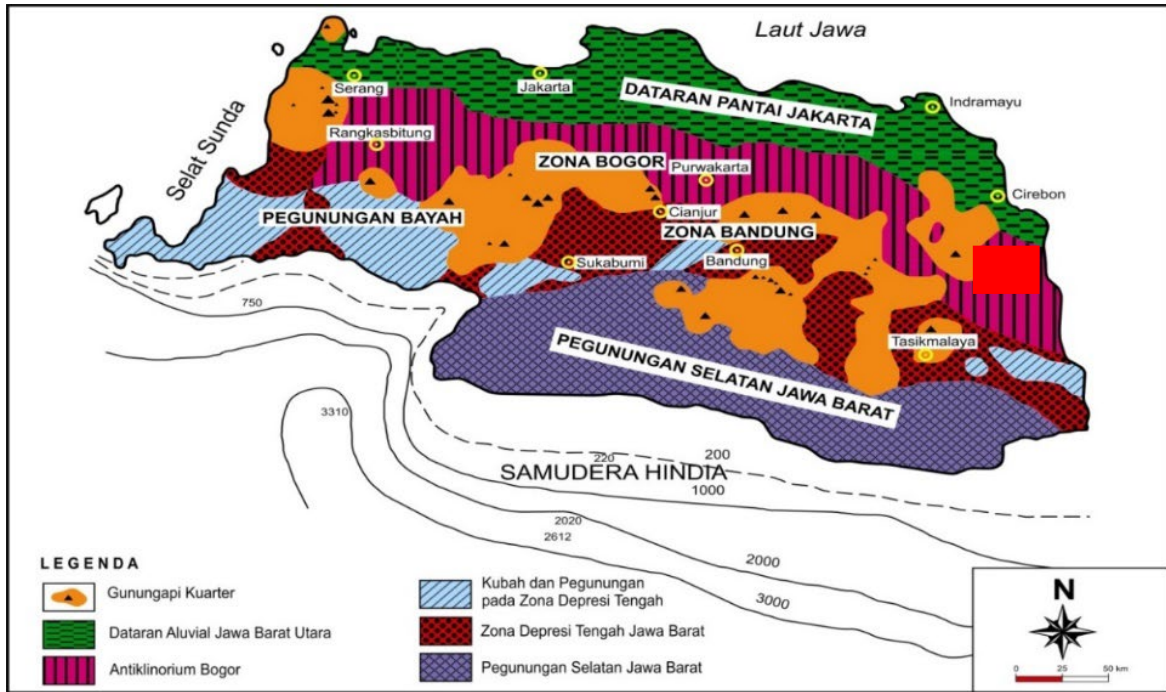 Laut Jawa
Selat Sunda
Serang
Jakarta
DATARAN PANTAI JAKARTA
Indramayu
Rangkasbitung
ZONA BOGOR
Purwakarta
Cirebon
PEGUNUNGAN BAYAH
Cianjur
ZONA BANDUNG
Sukabumi
Bandung
PEGUNUNGAN SELATAN JAWA BARAT
Tasikmalaya
750
3310
220
200
SAMUDERA HINDIA
1000
2020
2612
2000
3000
LEGENDA
Gunungapi Kuarter
Dataran Aluvial Jawa Barat Utara
Antiklinorium Bogor
Kubah dan Pegunungan
pada Zona Depresi Tengah
Zona Depresi Tengah Jawa Barat
Pegunungan Selatan Jawa Barat
N
0 25 50 km